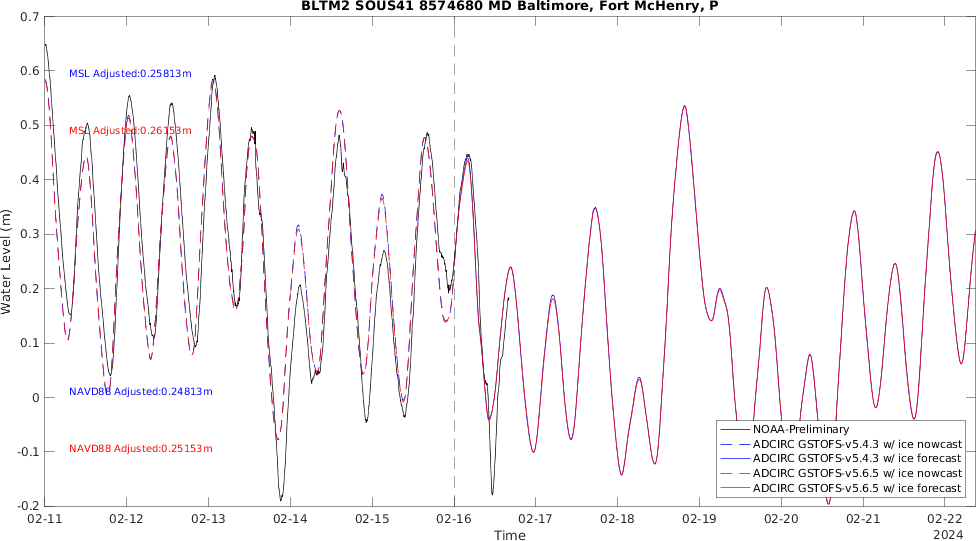 BLTM2 SOUS41 8574680 MD Baltimore, Fort McHenry, P
0.7
0.6
0.5
0.4
0.3
0.2
0.1
0
-0.1
-0.2
Water Level (m)
MSL Adjusted:0.25813m
MSL Adjusted:0.26153m
NAVD88 Adjusted:0.24813m
NAVD88 Adjusted:0.25153m
NOAA-Preliminary
ADCIRC GSTOFS-v5.4.3 w/ ice nowcast
ADCIRC GSTOFS-v5.4.3 w/ ice forecast
ADCIRC GSTOFS-v5.6.5 w/ ice nowcast
ADCIRC GSTOFS-v5.6.5 w/ ice forecast
02-11 02-12 02-13 02-14 02-15 02-16 02-17 02-18 02-19 02-20 02-21 02-22
2024
Time